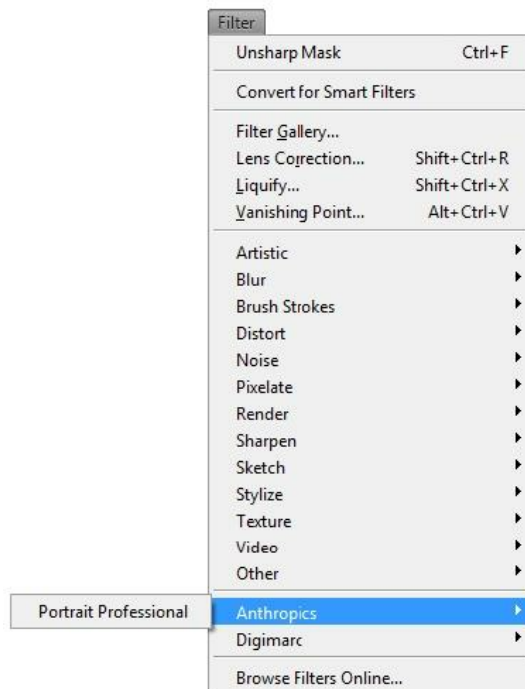 Filter
Unsharp Mask Ctrl+F
Convert for Smart Filters
Filter Gallery...
Lens Correction... Shift+Ctrl+R
Liquify... Shift+Ctrl+X
Vanishing Point... Alt+Ctrl+V
Artistic
Blur
Brush Strokes
Distort
Noise
Pixelate
Render
Sharpen
Sketch
Stylize
Texture
Video
Other
Portrait Professional Anthropics
Digimarc
Browse Filters Online...